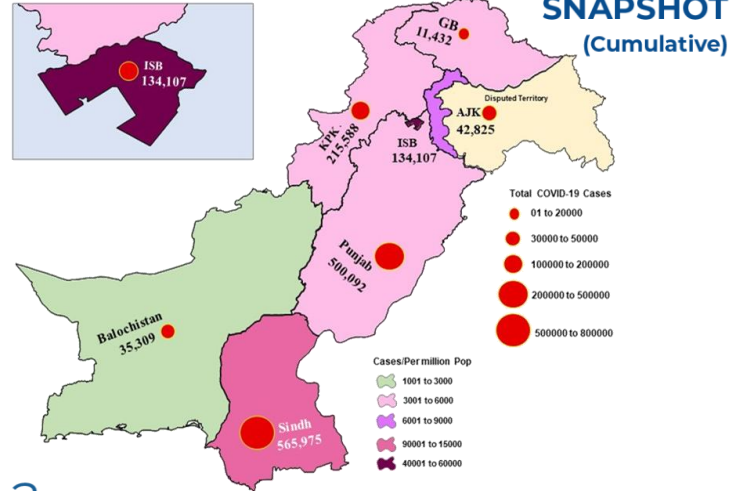 SNAPSHOT
(Cumulative)
ISB
134,107
GB
11,432
Disputed Territory
AJK
42,825
KPK
215,588
ISB
134,107
Punjab
500,092
Balochistan
35,309
Sindh
565,975
Total COVID-19 Cases
01 to 20000
30000 to 50000
100000 to 200000
200000 to 500000
500000 to 800000
Cases/Per million Pop
1001 to 3000
3001 to 6000
6001 to 9000
90001 to 15000
40001 to 60000